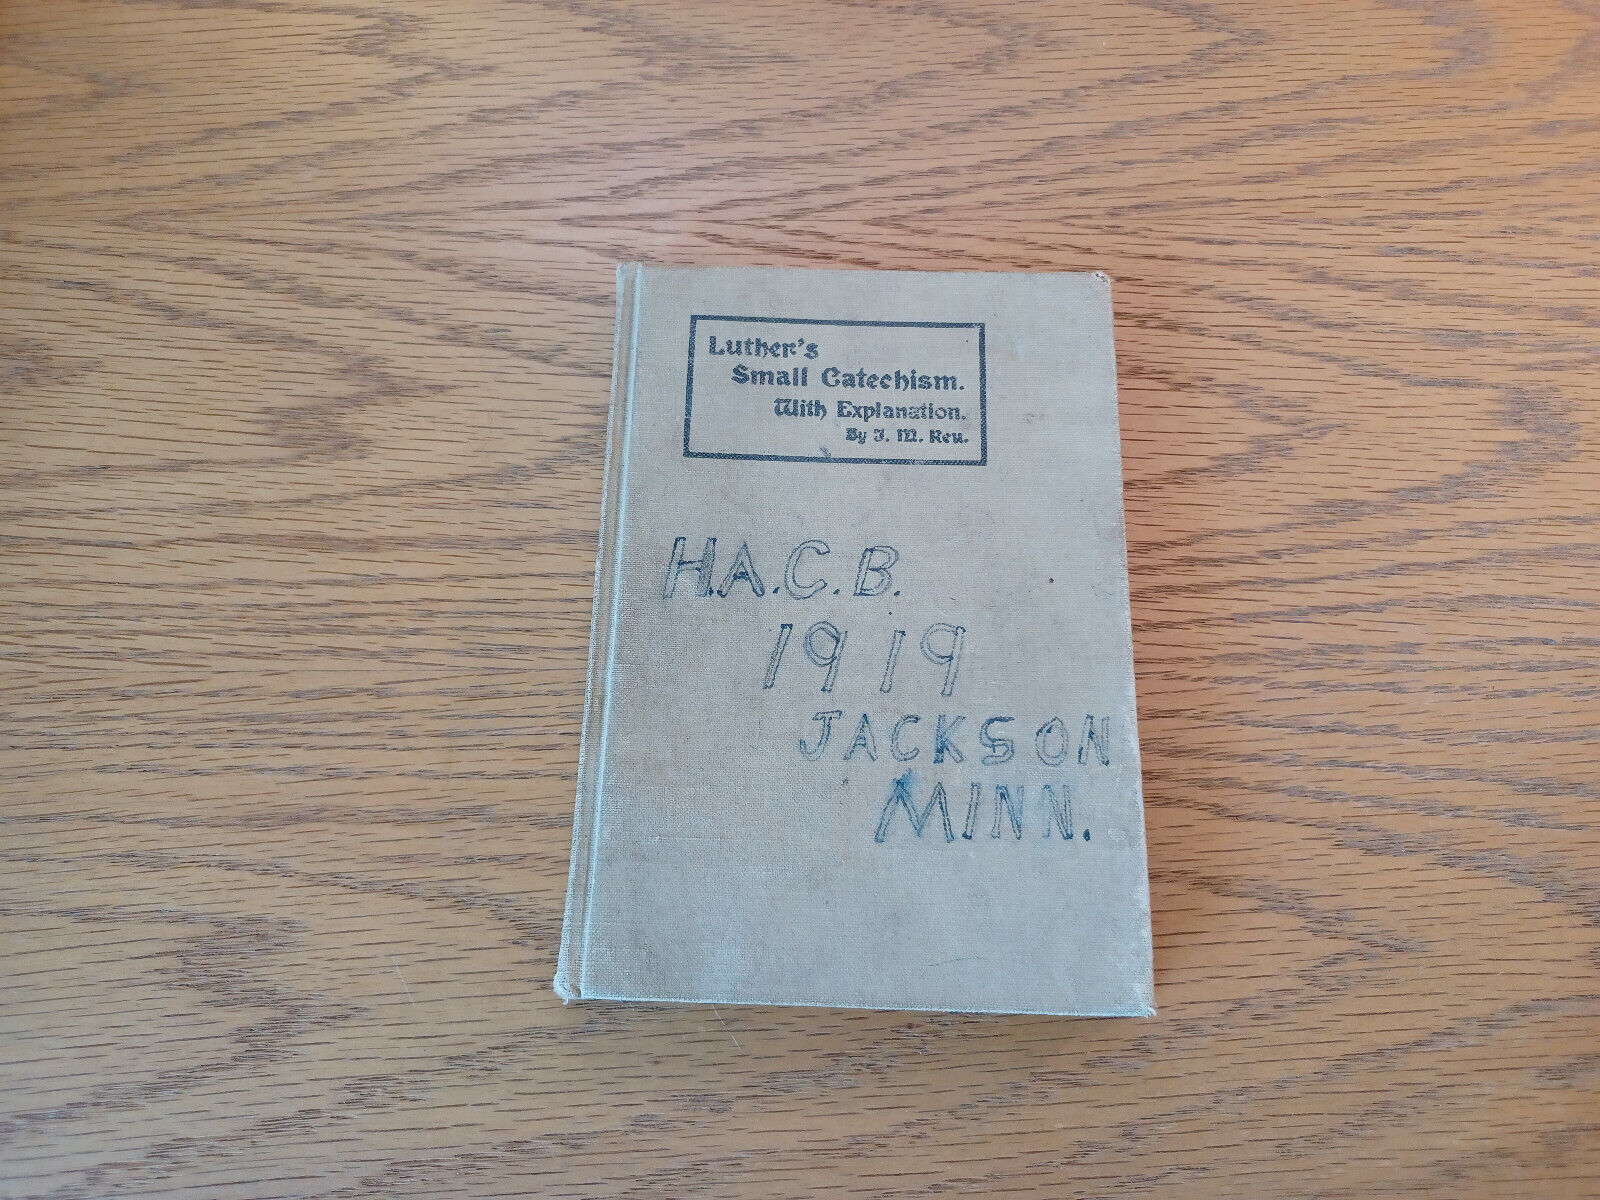 Luther's
Small Catechism.
With Explanation.
By J. M. Reu.
H.A.C.B.
1919
JACKSON
MINN.